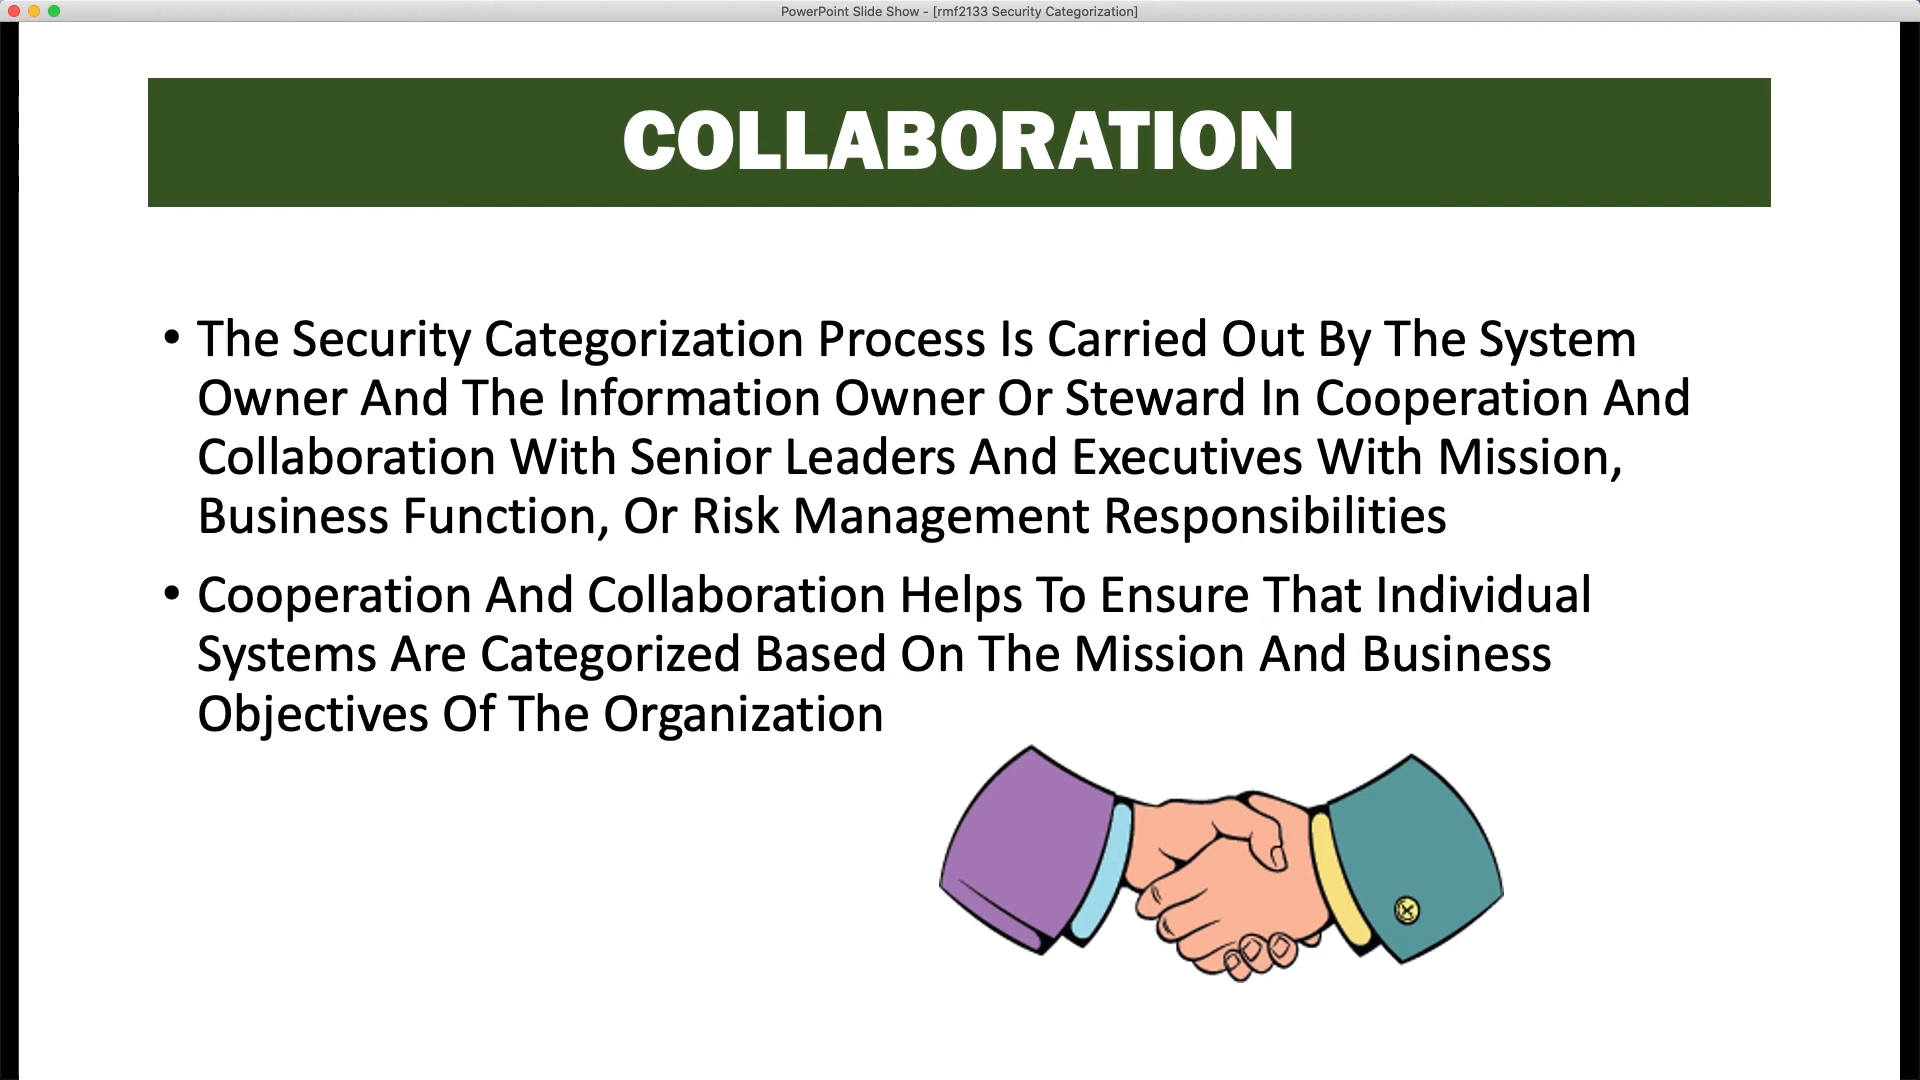 PowerPoint Slide Show - [rmf2133 Security Categorization]
COLLABORATION
• The Security Categorization Process Is Carried Out By The System
Owner And The Information Owner Or Steward In Cooperation And
Collaboration With Senior Leaders And Executives With Mission,
Business Function, Or Risk Management Responsibilities
• Cooperation And Collaboration Helps To Ensure That Individual
Systems Are Categorized Based On The Mission And Business
Objectives Of The Organization